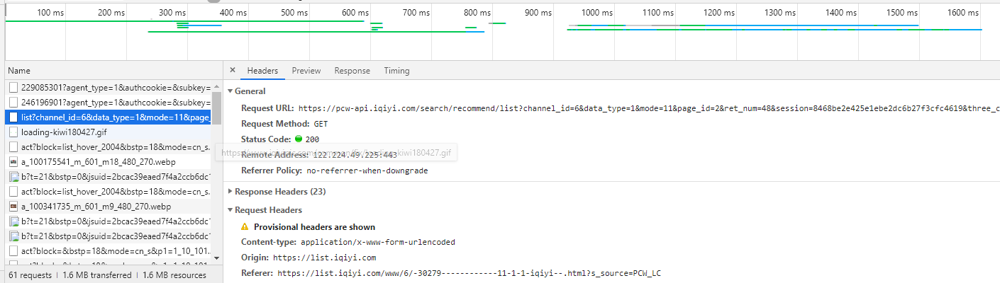 100 ms 200 ms 300 ms 400 ms 500 ms 600 ms 700 ms 800 ms 900 ms 1000 ms 1100 ms 1200 ms 1300 ms 1400 ms 1500 ms 1600 ms
Name
× Headers Preview Response Timing
229085301?agent_type=1&authcookie=&subkey=
246196901?agent_type=1&authcookie=&subkey=
list?channel_id=6&data_type=1&mode=11&page_
loading-kiwi180427.gif
act?block=list_hover_2004&bstp=18&mode=cn_s.
a_100175541_m_601_m18_480_270.webp
b?t=21&bstp=0&jsuid=2bcac39eaed7f4a2ccb6dc1
act?block=list_hover_2004&bstp=18&mode=cn_s.
a_100341735_m_601_m9_480_270.webp
b?t=21&bstp=0&jsuid=2bcac39eaed7f4a2ccb6dc1
b?t=21&bstp=0&jsuid=2bcac39eaed7f4a2ccb6dc1
act?block=&bstp=18&mode=cn_s&p1=1_10_101.
61 requests 1.6 MB transferred 1.6 MB resources
General
Request URL: https://pcw-api.iqiyi.com/search/recommend/list?channel_id=6&data_type=1&mode=11&page_id=2&ret_num=48&session=8468be2e425e1ebe2dc6b27f3cfc4619&three_c
Request Method: GET
Status Code: 200
Remote Address: 122.224.49.225:443
Referrer Policy: no-referrer-when-downgrade
Response Headers (23)
Request Headers
Provisional headers are shown
Content-type: application/x-www-form-urlencoded
Origin: https://list.iqiyi.com
Referer: https://list.iqiyi.com/www/6/-30279------------11-1-1-iqiyi--.html?s_source=PCW_LC